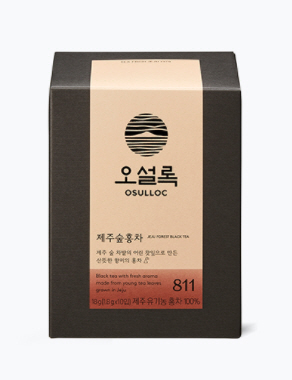 오설록
OSULLOC
제주숲홍차 JEJU FOREST BLACK TEA
제주 숲 차밭의 어린 찻잎으로 만든
산뜻한 향미의 홍차
Black tea with fresh aroma
made from young tea leaves
grown in Jeju
811
제주 유기농 홍차 100%